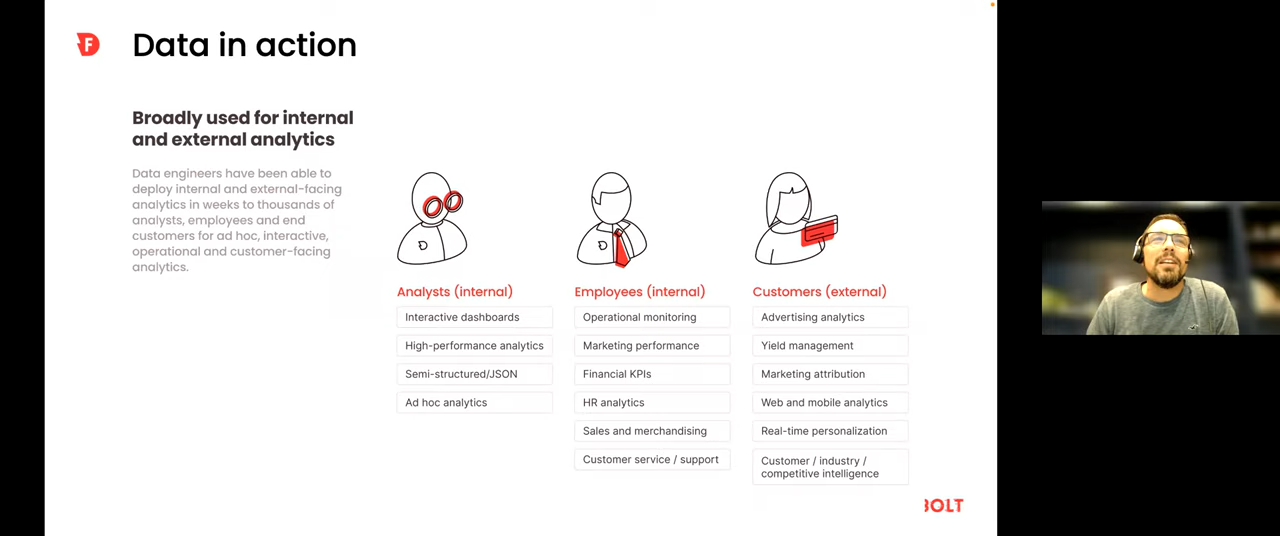 Data in action
Broadly used for internal
and external analytics
Data engineers have been able to
deploy internal and external-facing
analytics in weeks to thousands of
analysts, employees and end
customers for ad hoc, interactive,
operational and customer-facing
analytics.
Analysts (internal)
Interactive dashboards
High-performance analytics
Semi-structured/JSON
Ad hoc analytics
Employees (internal)
Operational monitoring
Marketing performance
Financial KPIs
HR analytics
Sales and merchandising
Customer service / support
Customers (external)
Advertising analytics
Yield management
Marketing attribution
Web and mobile analytics
Real-time personalization
Customer / industry /
competitive intelligence
BOLT